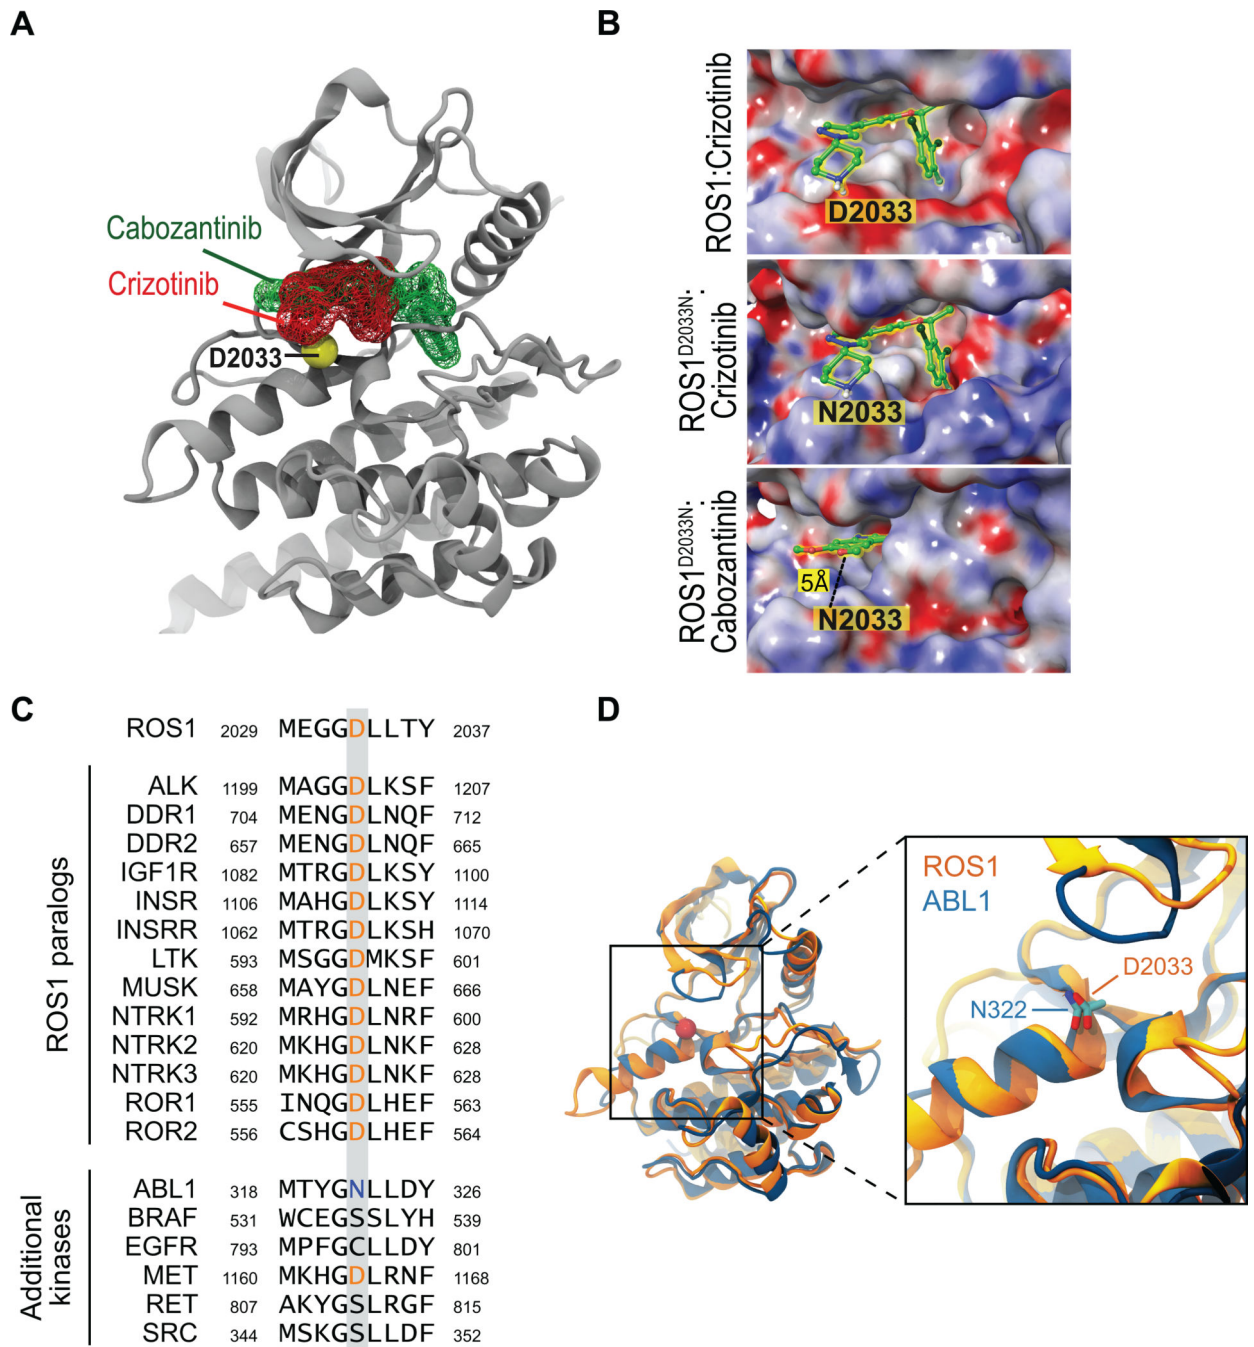 A
Cabozantinib
Crizotinib
D2033
B
ROS1:Crizotinib
D2033
ROS1D2033N:
Crizotinib
N2033
ROS1D2033N:
Cabozantinib
5Å
N2033
C
ROS1 2029 MEGGDLLTY 2037
ROS1 paralogs
ALK 1199 MAGGDLKSF 1207
DDR1 704 MENGDLNQF 712
DDR2 657 MENGDLNQF 665
IGF1R 1082 MTRGDLKSY 1100
INSR 1106 MAHGDLKSY 1114
INSRR 1062 MTRGDLKSH 1070
LTK 593 MSGGDMKSF 601
MUSK 658 MAYGDLNEF 666
NTRK1 592 MRHGDLNRF 600
NTRK2 620 MKHGDLNKF 628
NTRK3 620 MKHGDLNKF 628
ROR1 555 INQGDLHEF 563
ROR2 556 CSHGDLHEF 564
Additional
kinases
ABL1 318 MTYGNLLDY 326
BRAF 531 WCEGSSLYH 539
EGFR 793 MPFGCLLDY 801
MET 1160 MKHGDLRNF 1168
RET 807 AKYGSLRGF 815
SRC 344 MSKGSLLDF 352
D
ROS1
ABL1
D2033
N322